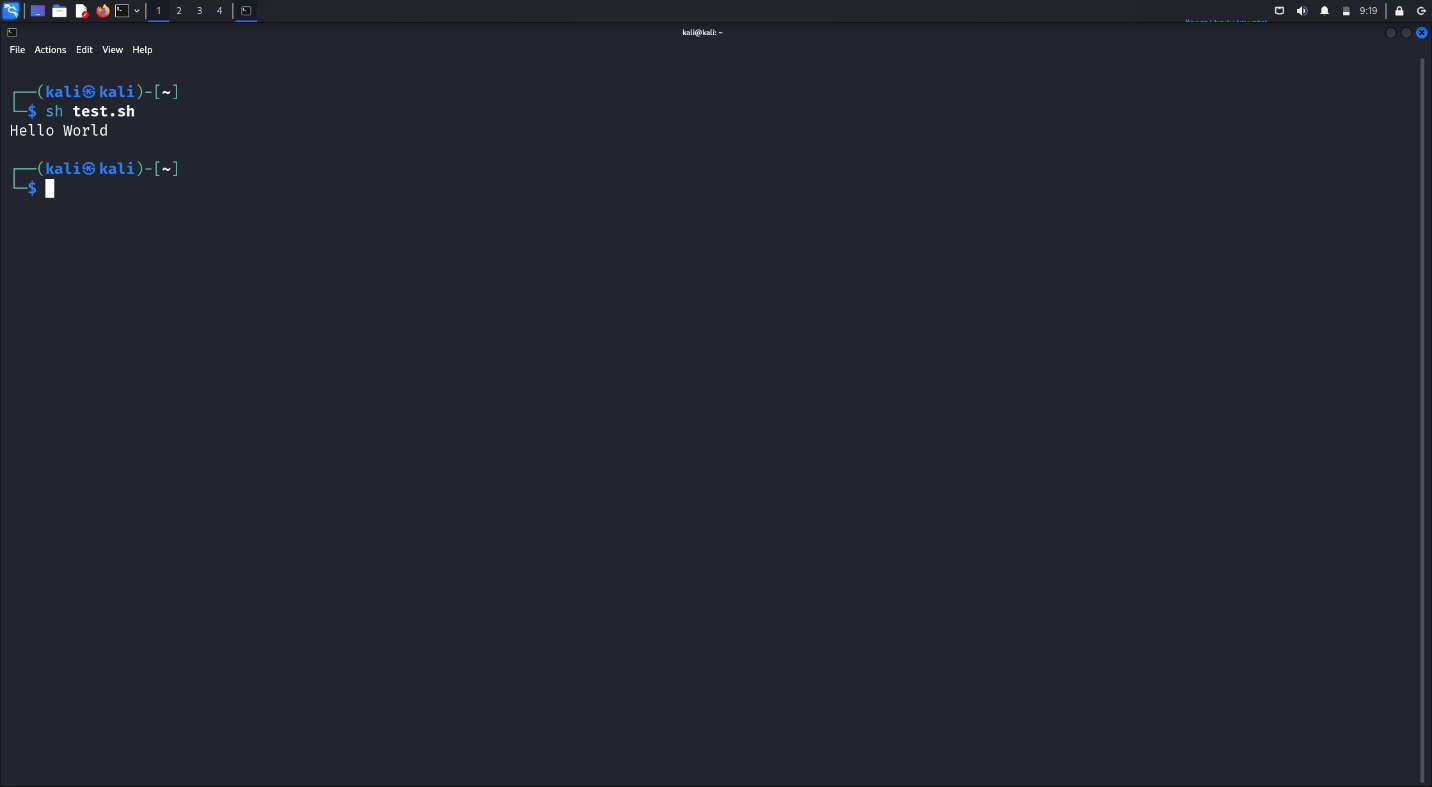 1 2 3 4 9:19
kali@kali: ~
File Actions Edit View Help
┌──(kali㉿kali)-[~]
└─$ sh test.sh
Hello World
┌──(kali㉿kali)-[~]
└─$